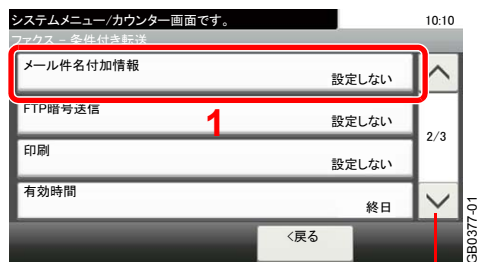 システムメニュー/カウンター画面です。 10:10
ファクス - 条件付き転送
メール件名付加情報
設定しない
FTP暗号送信
設定しない
1
2/3
印刷
設定しない
有効時間
終日
<戻る
GB0377-01